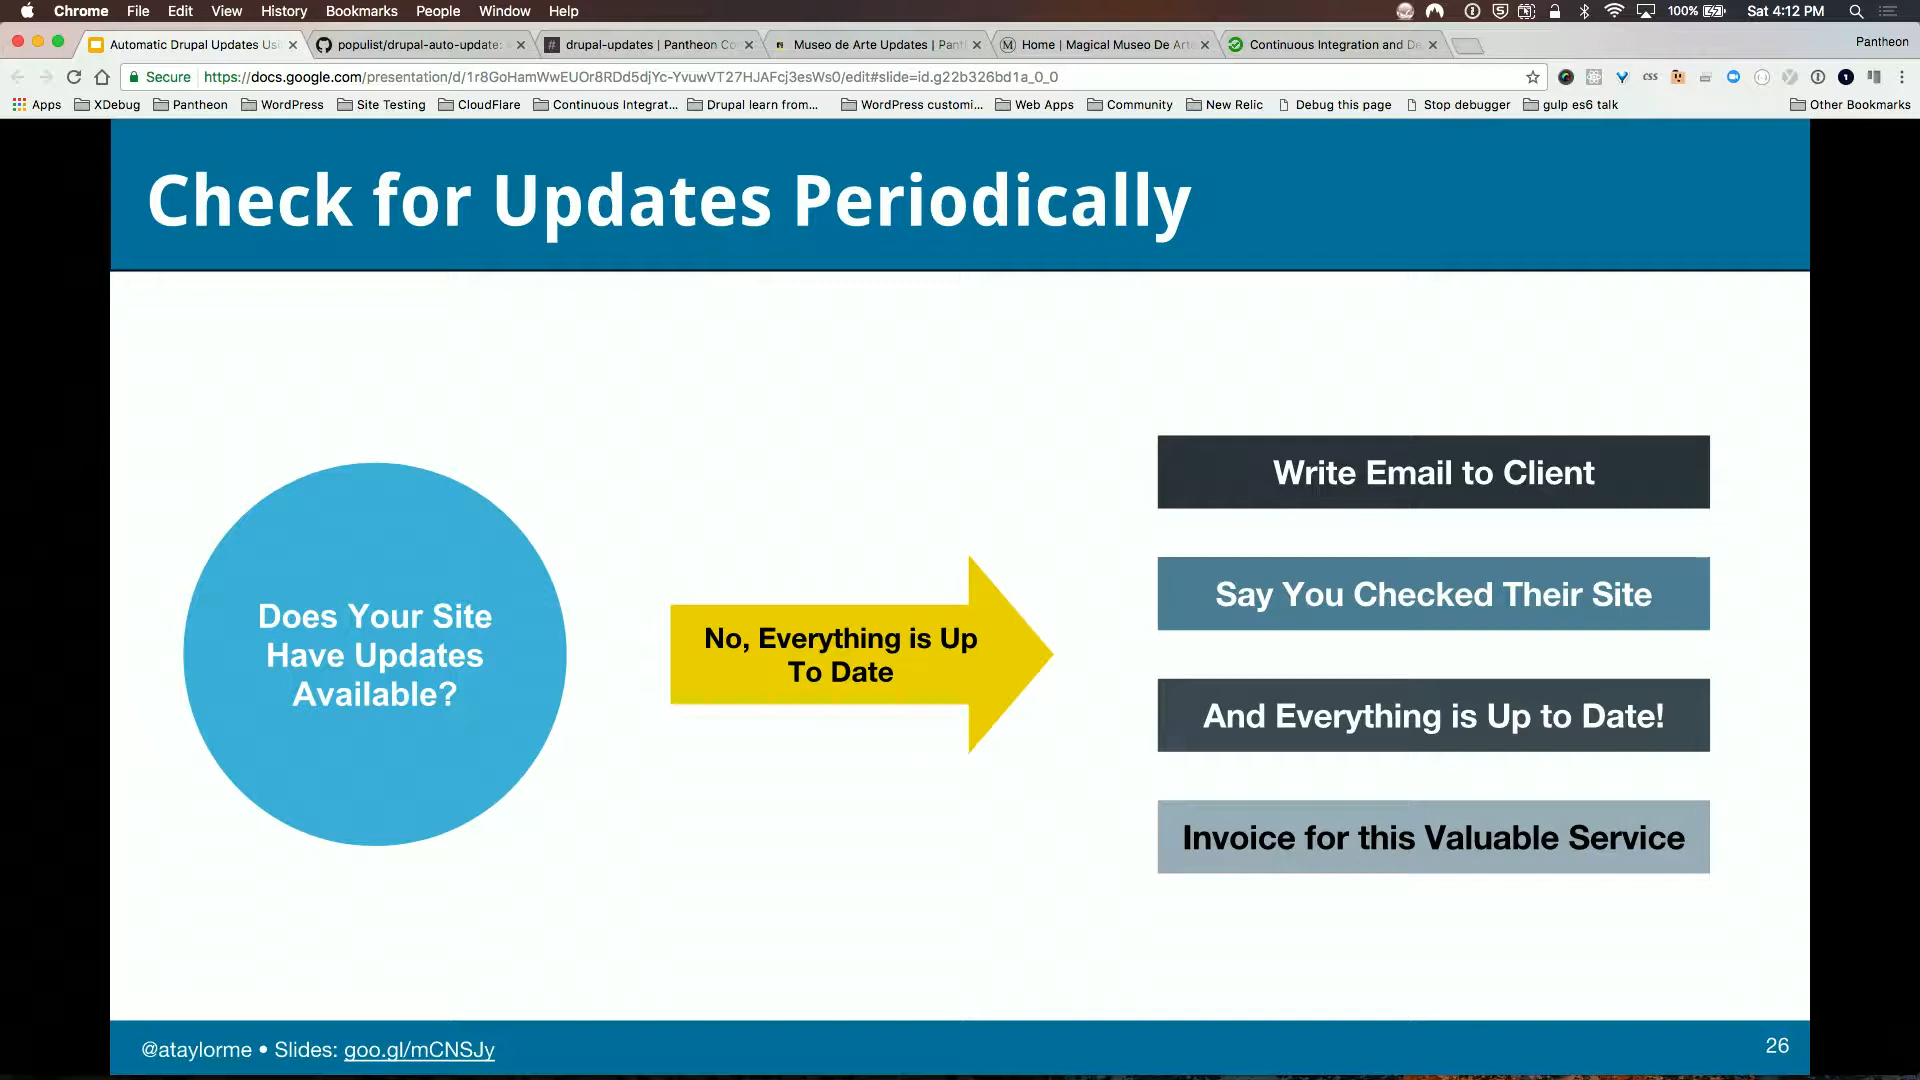 Chrome File Edit View History Bookmarks People Window Help 100% Sat 4:12 PM
Automatic Drupal Updates Us populist/drupal-auto-update drupal-updates | Pantheon Co Museo de Arte Updates | Pant Home | Magical Museo De Art Continuous Integration and De Pantheon
Secure https://docs.google.com/presentation/d/1r8GoHamWwEUOr8RDd5djYc-YvuwVT27HJAFcj3esWs0/edit#slide=id.g22b326bd1a_0_0
Apps XDebug Pantheon WordPress Site Testing CloudFlare Continuous Integrat... Drupal learn from... WordPress customi... Web Apps Community New Relic Debug this page Stop debugger gulp es6 talk Other Bookmarks
Check for Updates Periodically
Does Your Site
Have Updates
Available?
No, Everything is Up
To Date
Write Email to Client
Say You Checked Their Site
And Everything is Up to Date!
Invoice for this Valuable Service
@ataylorme • Slides: goo.gl/mCNSJy
26